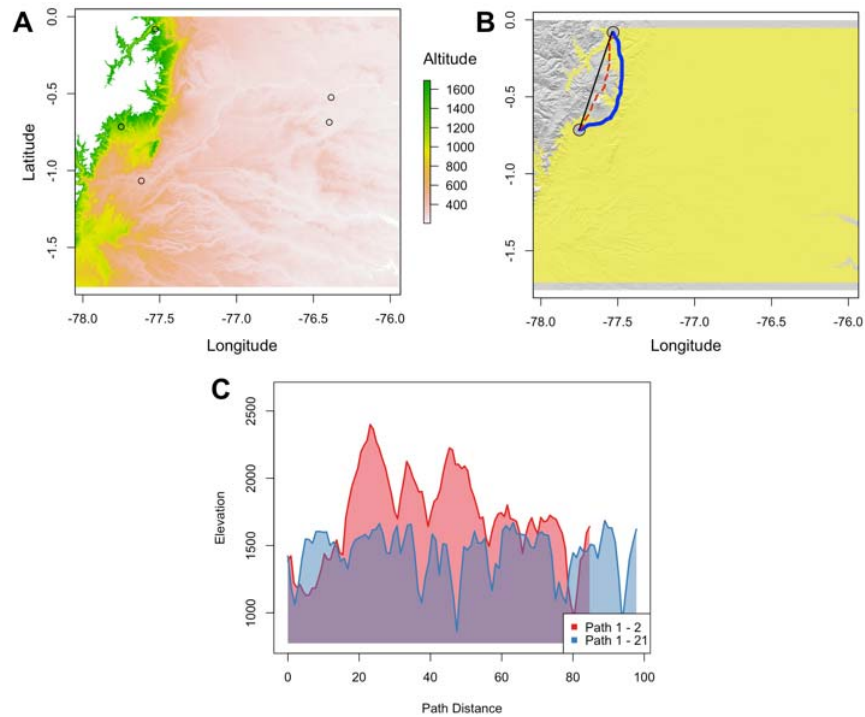 A
0.0
-0.5
-1.0
-1.5
Latitude
-78.0 -77.5 -77.0 -76.5 -76.0
Longitude
Altitude
1600
1400
1200
1000
800
600
400
B
0.0
-0.5
-1.0
-1.5
-78.0 -77.5 -77.0 -76.5 -76.0
Longitude
C
2500
2000
1500
1000
Elevation
Path 1 - 2
Path 1 - 21
0 20 40 60 80 100
Path Distance